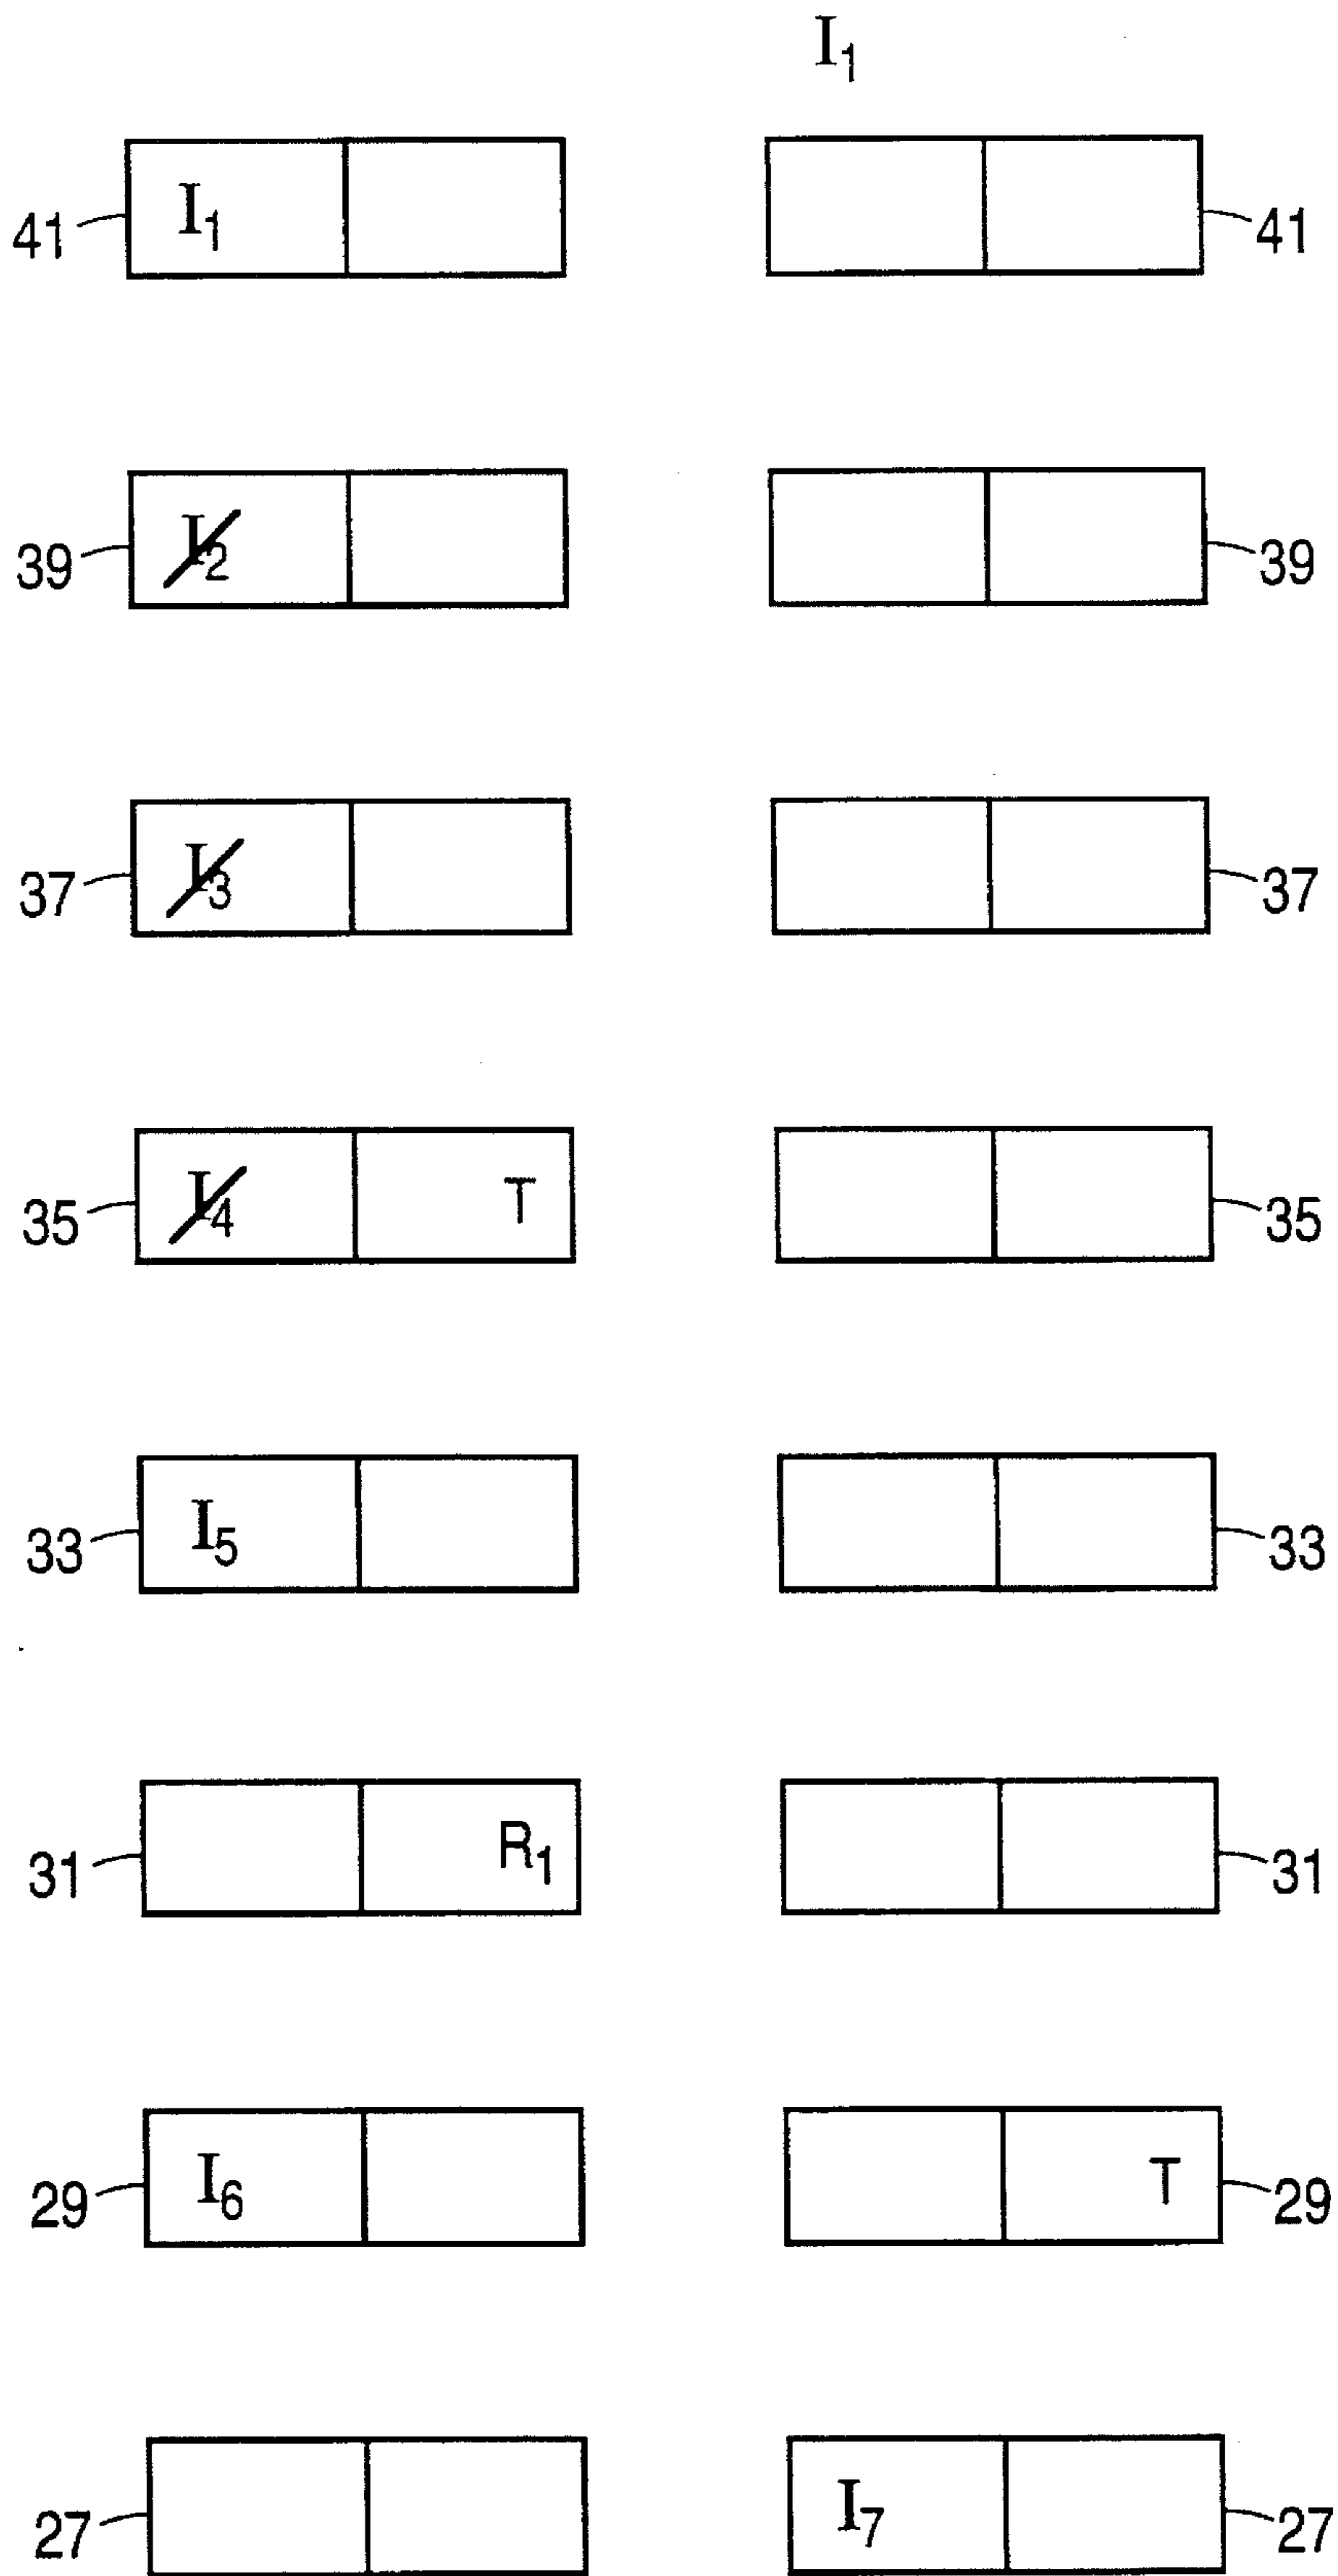 I₁
41 I₁ 41
39 I₂ 39
37 I₃ 37
35 I₄ T 35
33 I₅ 33
31 R₁ 31
29 I₆ T 29
27 I₇ 27